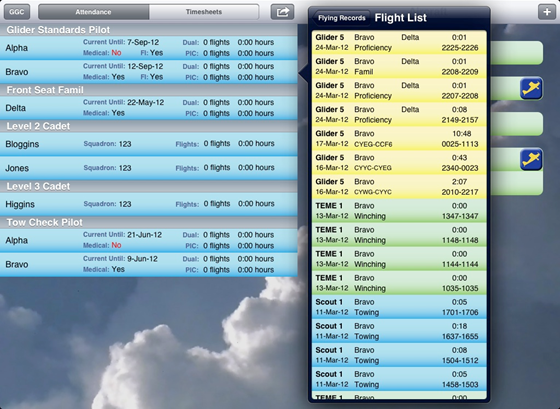 GGC
Attendance
Timesheets
Glider Standards Pilot
Alpha
Current Until: 7-Sep-12
Dual: 0 flights 0:00 hours
Medical: No
FI: Yes
PIC: 0 flights 0:00 hours
Bravo
Current Until: 12-Sep-12
Dual: 0 flights 0:00 hours
Medical: Yes
FI: Yes
PIC: 0 flights 0:00 hours
Front Seat Famil
Delta
Current Until: 22-May-12
Dual: 0 flights 0:00 hours
Medical: Yes
PIC: 0 flights 0:00 hours
Level 2 Cadet
Bloggins
Squadron: 123
Flights: 0 flights 0:00 hours
Jones
Squadron: 123
Flights: 0 flights 0:00 hours
Level 3 Cadet
Higgins
Squadron: 123
Flights: 0 flights 0:00 hours
Tow Check Pilot
Alpha
Current Until: 21-Jun-12
Dual: 0 flights 0:00 hours
Medical: No
PIC: 0 flights 0:00 hours
Bravo
Current Until: 9-Jun-12
Dual: 0 flights 0:00 hours
Medical: Yes
PIC: 0 flights 0:00 hours
Flying Records
Flight List
Glider 5 Bravo Delta 0:01
24-Mar-12 Proficiency 2225-2226
Glider 5 Bravo Delta 0:01
24-Mar-12 Famil 2208-2209
Glider 5 Bravo Delta 0:01
24-Mar-12 Proficiency 2207-2208
Glider 5 Bravo Delta 0:08
24-Mar-12 Proficiency 2149-2157
Glider 5 Bravo 10:48
17-Mar-12 CYEG-CCF6 0025-1113
Glider 5 Bravo 0:43
16-Mar-12 CYYC-CYEG 2340-0023
Glider 5 Bravo 2:07
16-Mar-12 CYWG-CYYC 2010-2217
TEME 1 Bravo 0:00
13-Mar-12 Winching 1347-1347
TEME 1 Bravo 0:00
13-Mar-12 Winching 1148-1148
TEME 1 Bravo 0:00
13-Mar-12 Winching 1144-1144
TEME 1 Bravo 0:00
13-Mar-12 Winching 1035-1035
Scout 1 Bravo 0:05
11-Mar-12 Towing 1701-1706
Scout 1 Bravo 0:18
11-Mar-12 Towing 1637-1655
Scout 1 Bravo 0:08
11-Mar-12 Towing 1504-1512
Scout 1 Bravo 0:05
11-Mar-12 Towing 1458-1503
TEME 1 Bravo 0:00